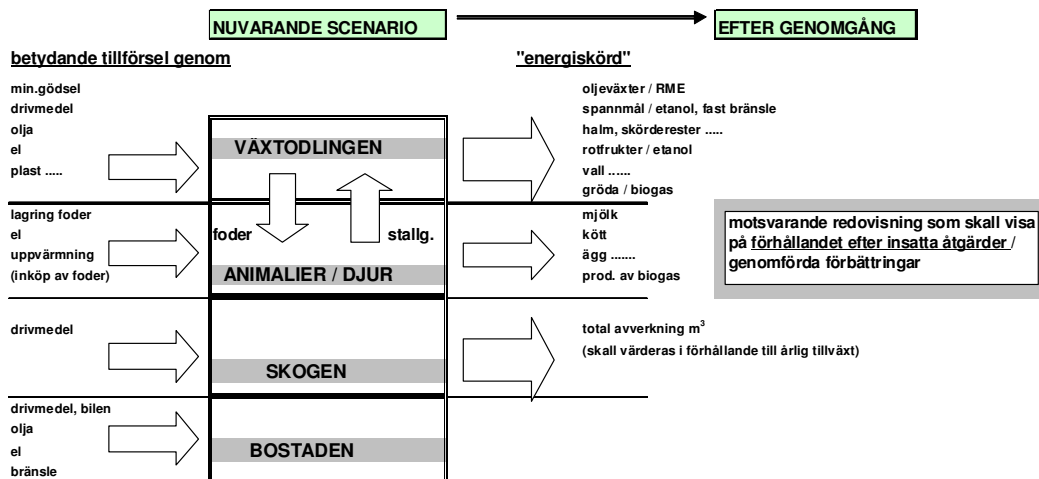 NUVARANDE SCENARIO
EFTER GENOMGÅNG
betydande tillförsel genom
"energiskörd"
min.gödsel
drivmedel
olja
el
plast .....
VÄXTODLINGEN
oljeväxter / RME
spannmål / etanol, fast bränsle
halm, skörderester .....
rotfrukter / etanol
vall ......
gröda / biogas
lagring foder
el
uppvärmning
(inköp av foder)
foder
stallg.
ANIMALIER / DJUR
mjölk
kött
ägg .......
prod. av biogas
motsvarande redovisning som skall visa
på förhållandet efter insatta åtgärder /
genomförda förbättringar
drivmedel
SKOGEN
total avverkning m³
(skall värderas i förhållande till årlig tillväxt)
drivmedel, bilen
olja
el
bränsle
BOSTADEN